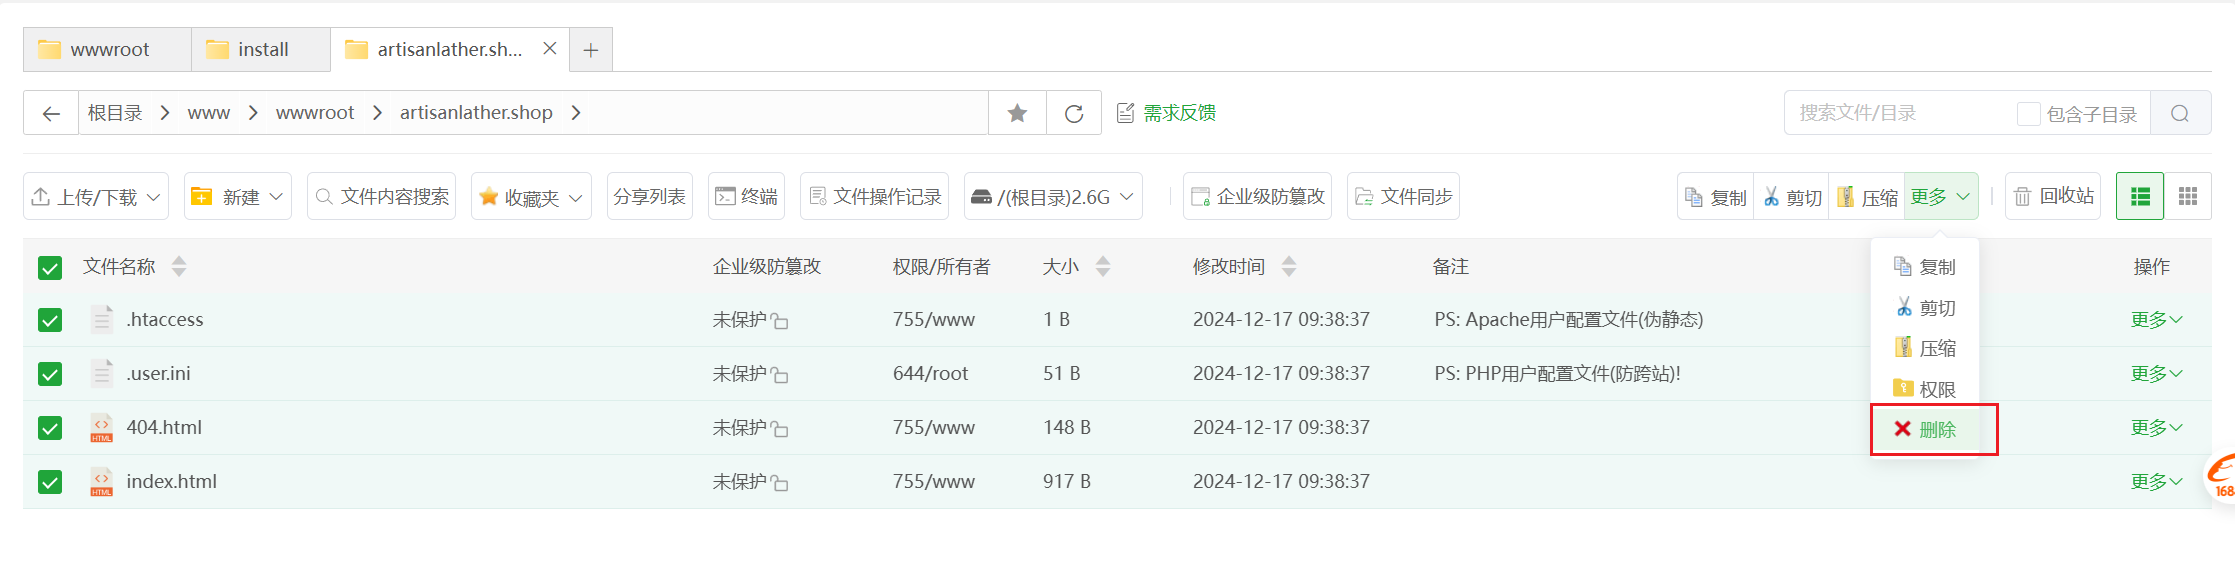 wwwroot install artisanlather.sh...
根目录 www wwwroot artisanlather.shop 需求反馈 搜索文件/目录 包含子目录
上传/下载 新建 文件内容搜索 收藏夹 分享列表 终端 文件操作记录 /(根目录)2.6G 企业级防篡改 文件同步 复制 剪切 压缩 更多 回收站
文件名称 企业级防篡改 权限/所有者 大小 修改时间 备注 操作
.htaccess 未保护 755/www 1 B 2024-12-17 09:38:37 PS: Apache用户配置文件(伪静态) 更多
.user.ini 未保护 644/root 51 B 2024-12-17 09:38:37 PS: PHP用户配置文件(防跨站)! 更多
HTML 404.html 未保护 755/www 148 B 2024-12-17 09:38:37 更多
HTML index.html 未保护 755/www 917 B 2024-12-17 09:38:37 更多
复制
剪切
压缩
权限
删除
168